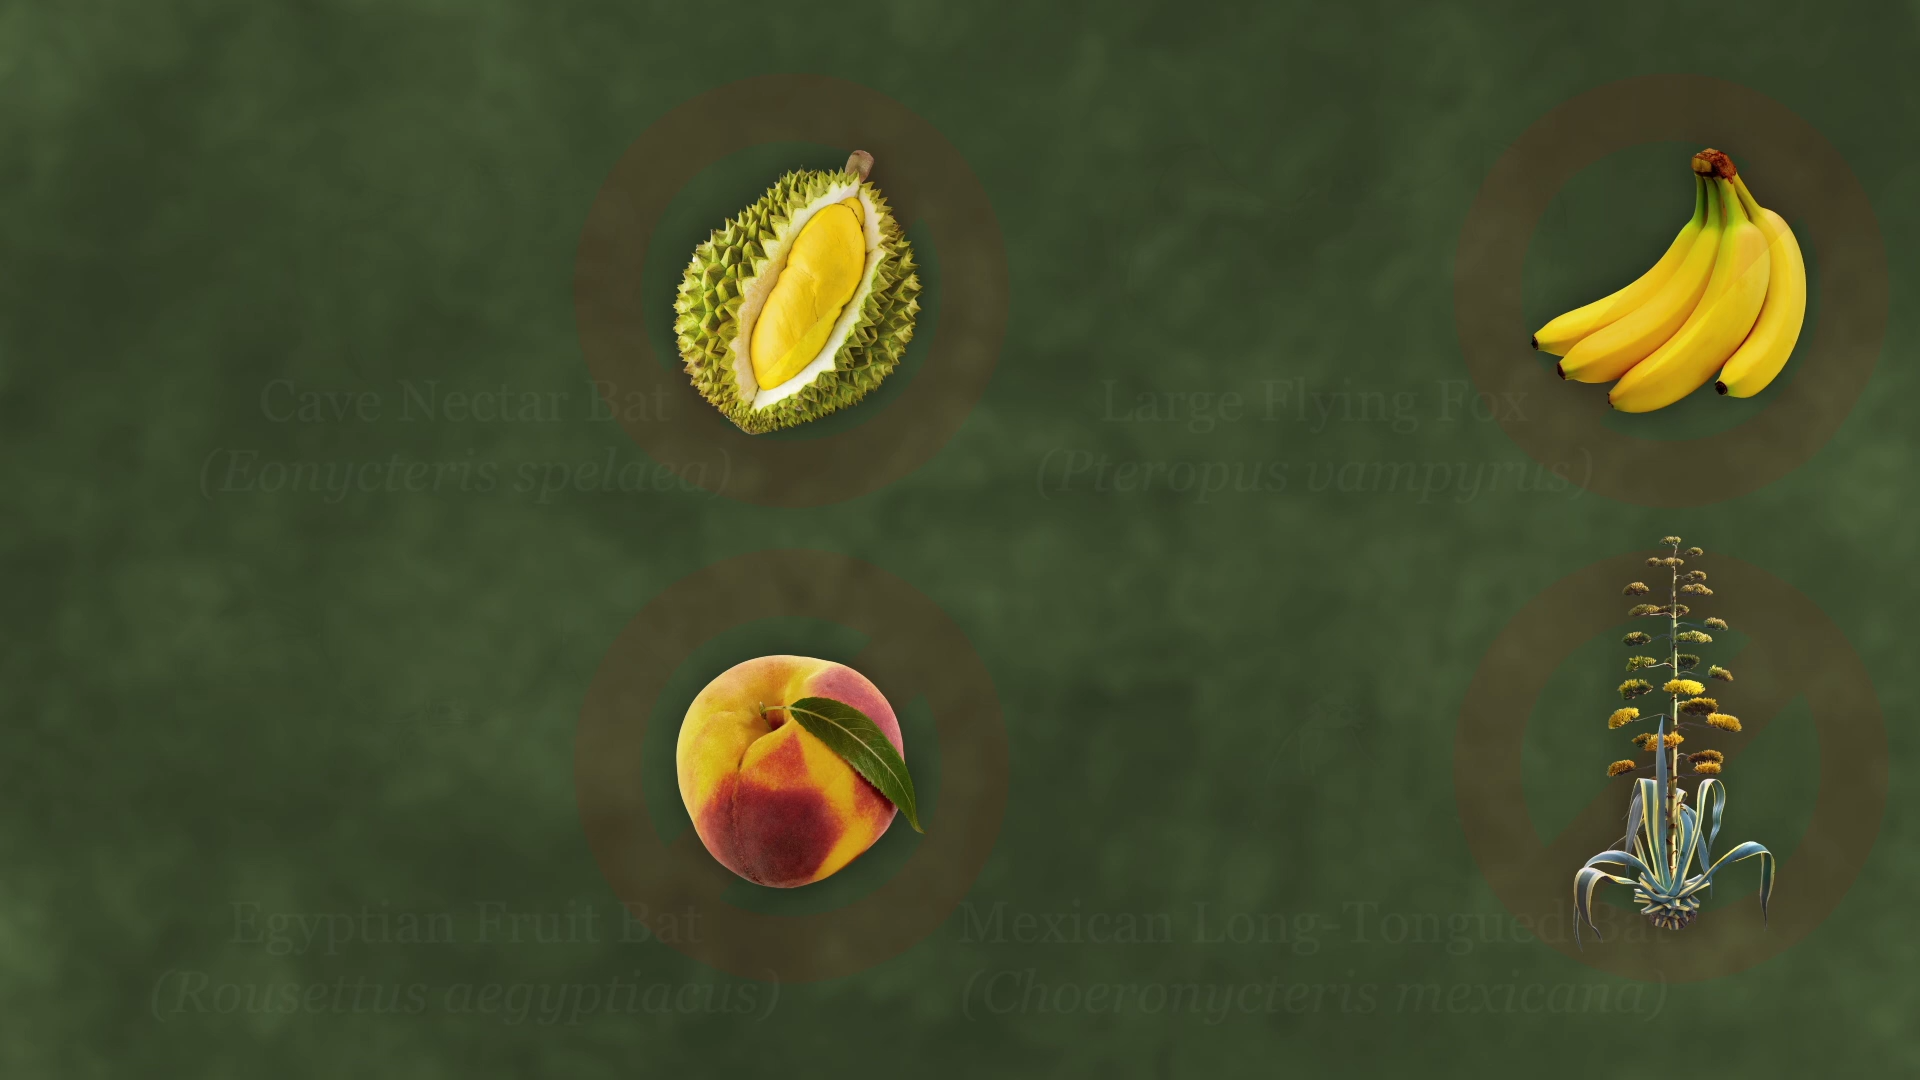 Cave Nectar Bat
(Eonycteris spelaea)
Large Flying Fox
(Pteropus vampyrus)
Egyptian Fruit Bat
(Rousettus aegyptiacus)
Mexican Long-Tongued Bat
(Choeronycteris mexicana)